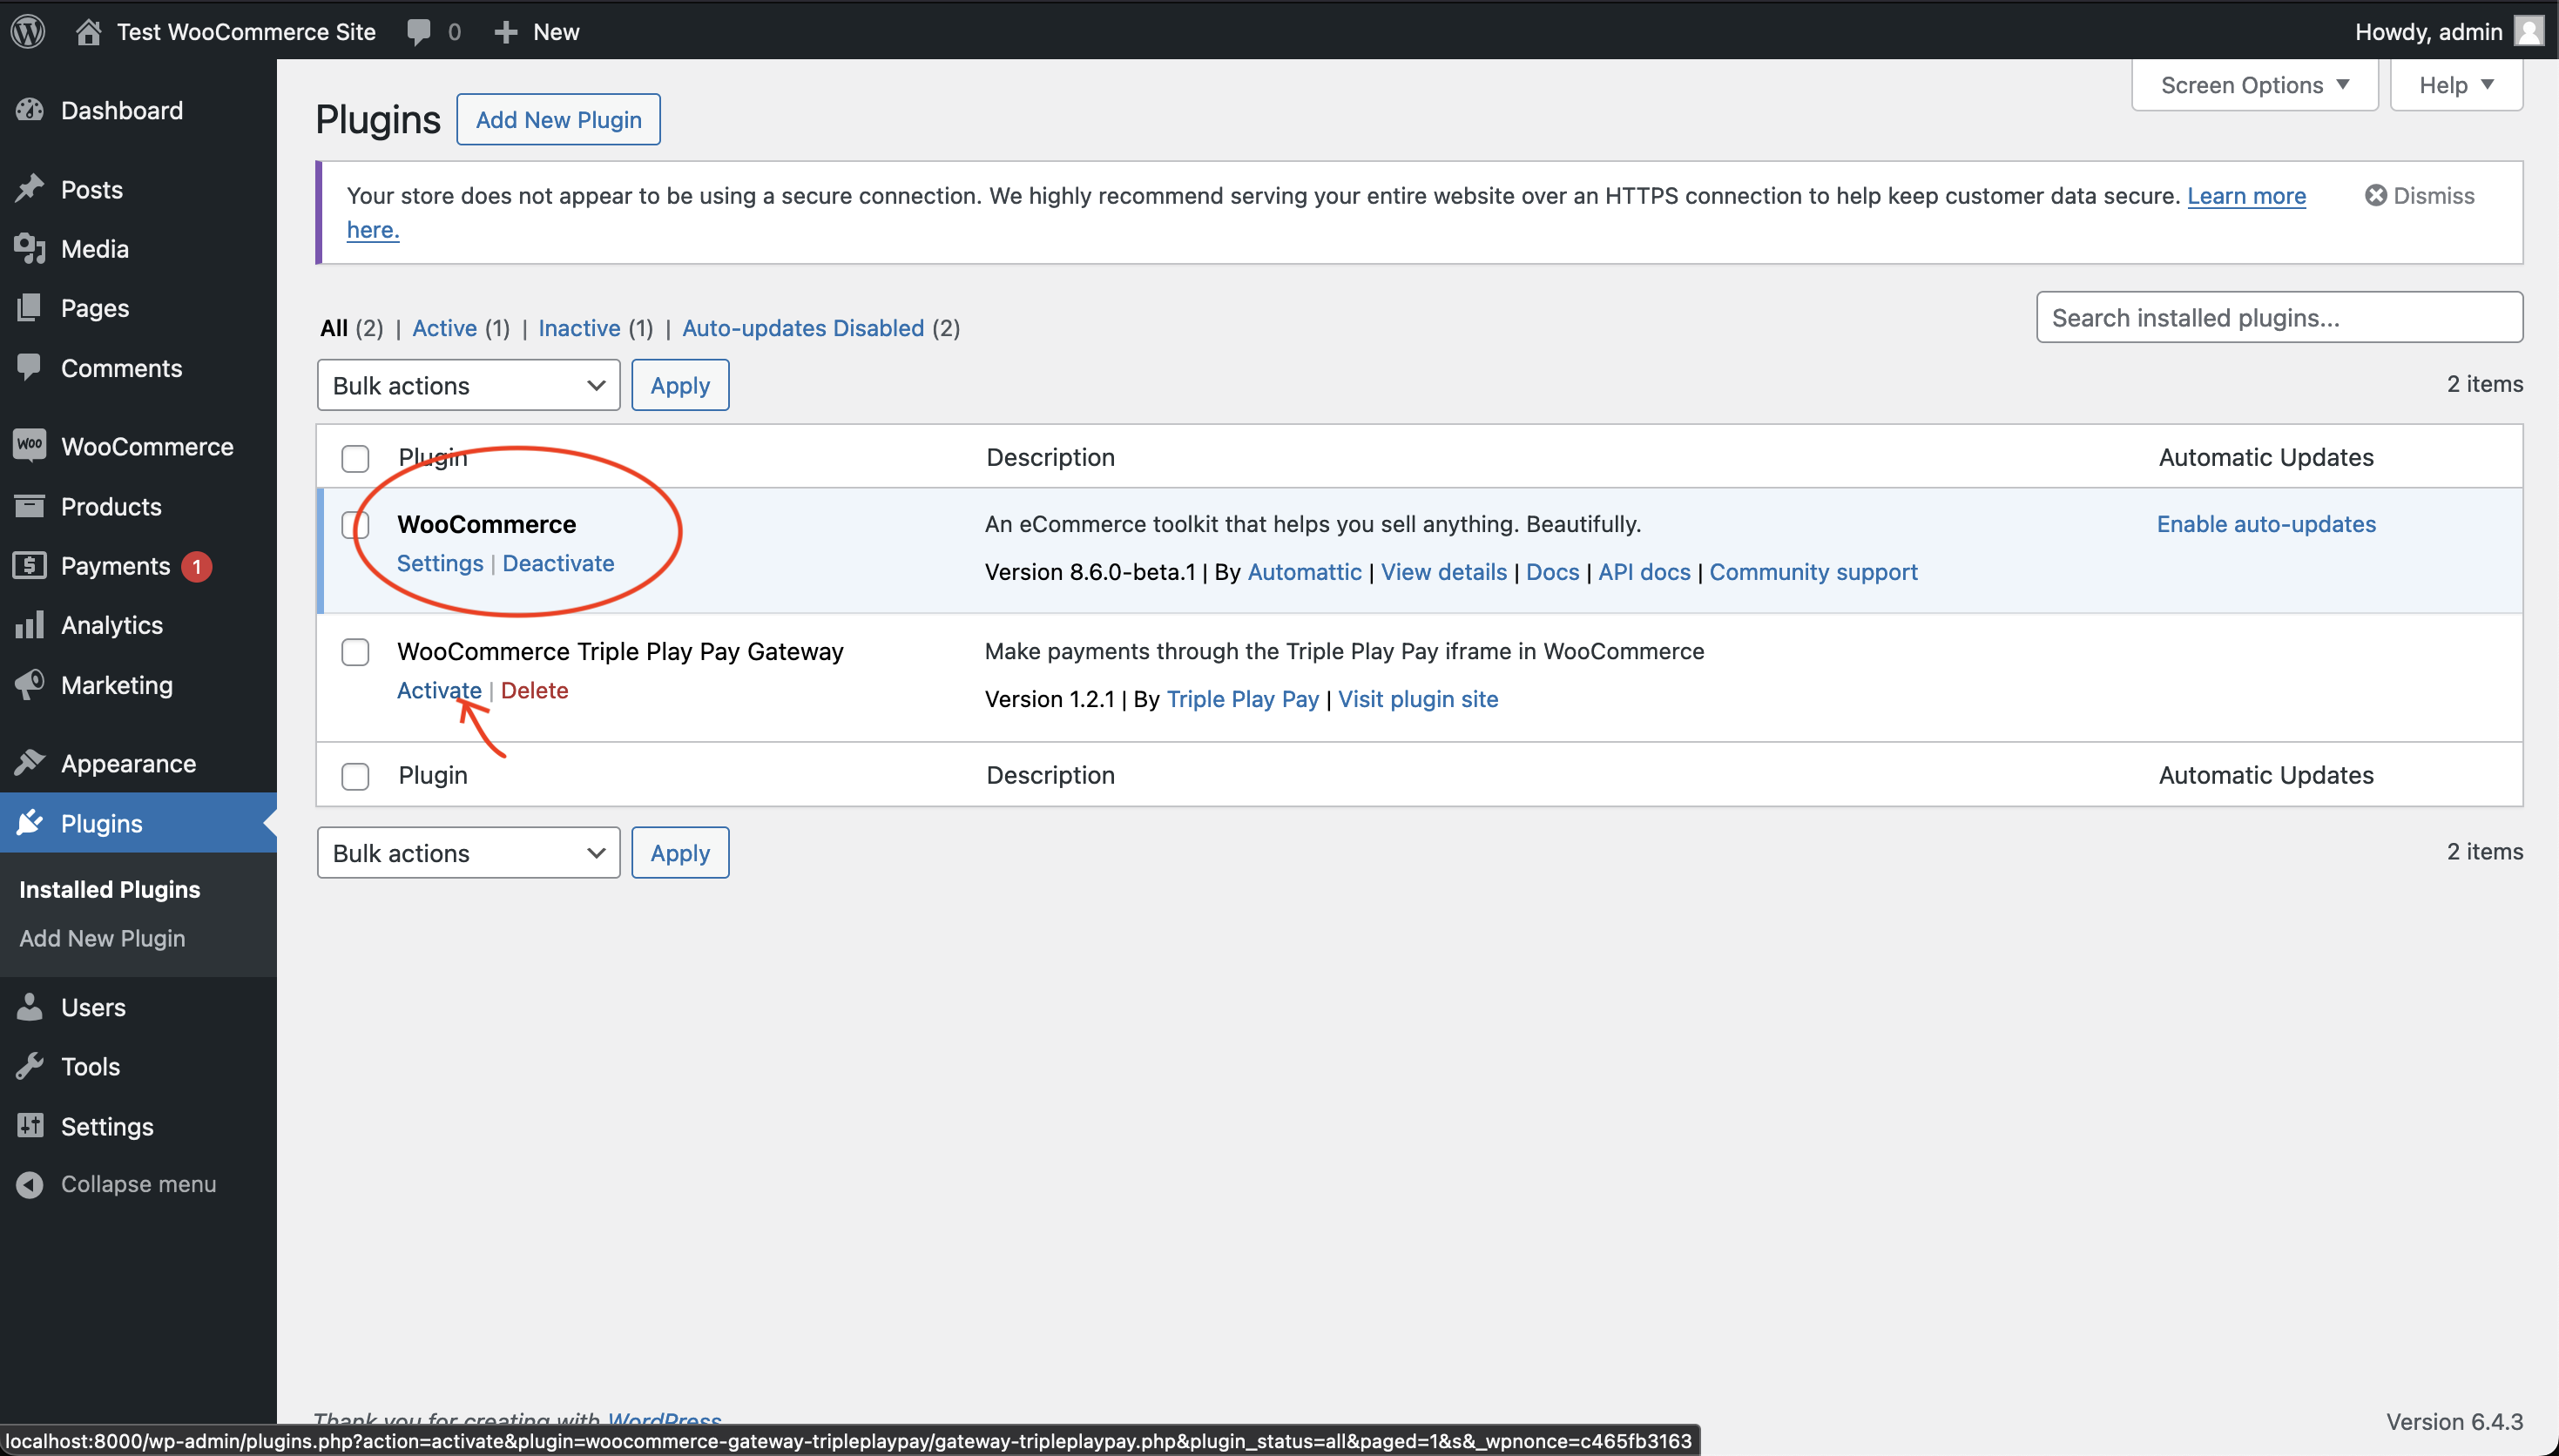 Test WooCommerce Site 0 New Howdy, admin
Screen Options ▼ Help ▼
Dashboard
Posts
Media
Pages
Comments
WooCommerce
Products
Payments 1
Analytics
Marketing
Appearance
Plugins
Installed Plugins
Add New Plugin
Users
Tools
Settings
Collapse menu
Plugins Add New Plugin
Your store does not appear to be using a secure connection. We highly recommend serving your entire website over an HTTPS connection to help keep customer data secure. Learn more
here.
Dismiss
All (2) | Active (1) | Inactive (1) | Auto-updates Disabled (2)
Search installed plugins...
Bulk actions Apply
2 items
Plugin Description Automatic Updates
WooCommerce An eCommerce toolkit that helps you sell anything. Beautifully. Enable auto-updates
Settings | Deactivate Version 8.6.0-beta.1 | By Automattic | View details | Docs | API docs | Community support
WooCommerce Triple Play Pay Gateway Make payments through the Triple Play Pay iframe in WooCommerce
Activate | Delete Version 1.2.1 | By Triple Play Pay | Visit plugin site
Plugin Description Automatic Updates
Bulk actions Apply
2 items
Thank you for creating with WordPress
Version 6.4.3
localhost:8000/wp-admin/plugins.php?action=activate&plugin=woocommerce-gateway-tripleplaypay/gateway-tripleplaypay.php&plugin_status=all&paged=1&s&_wpnonce=c465fb3163